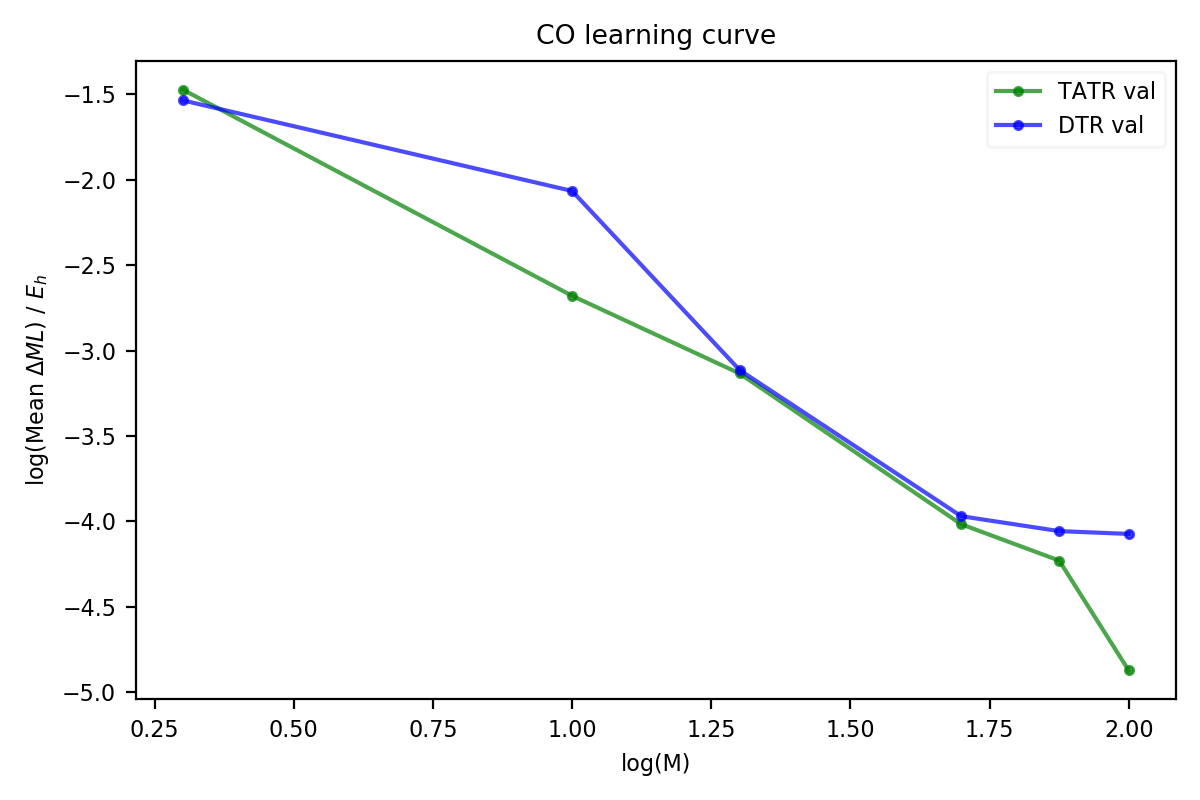 CO learning curve
TATR val
DTR val
log(Mean ΔML) / E_h
−1.5
−2.0
−2.5
−3.0
−3.5
−4.0
−4.5
−5.0
0.25 0.50 0.75 1.00 1.25 1.50 1.75 2.00
log(M)